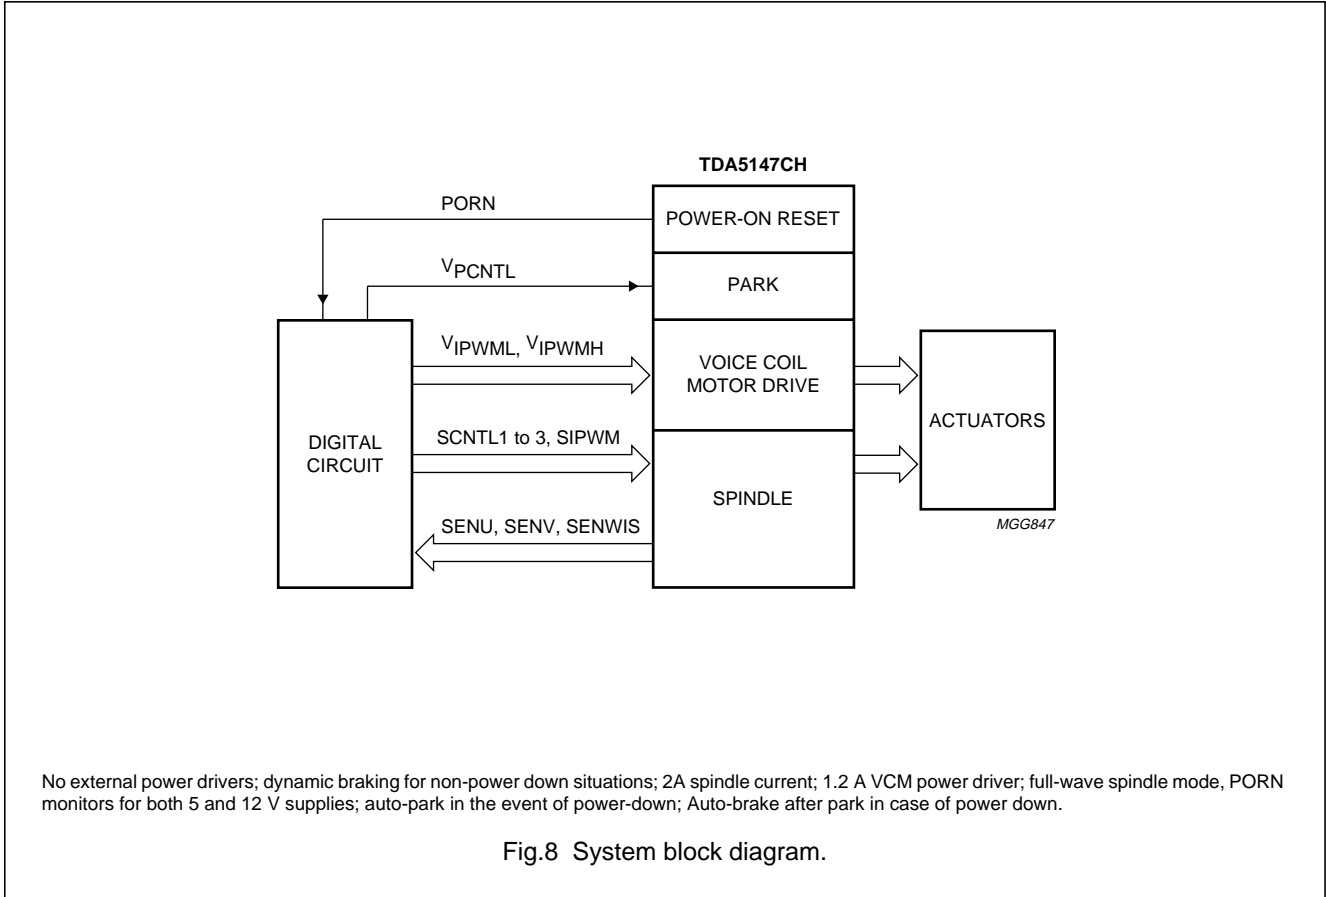 TDA5147CH
PORN
POWER-ON RESET
VPCNTL
PARK
VIPWML, VIPWMH
VOICE COIL
MOTOR DRIVE
ACTUATORS
DIGITAL
CIRCUIT
SCNTL1 to 3, SIPWM
SPINDLE
SENU, SENV, SENWIS
MGG847
No external power drivers; dynamic braking for non-power down situations; 2A spindle current; 1.2 A VCM power driver; full-wave spindle mode, PORN
monitors for both 5 and 12 V supplies; auto-park in the event of power-down; Auto-brake after park in case of power down.
Fig.8 System block diagram.